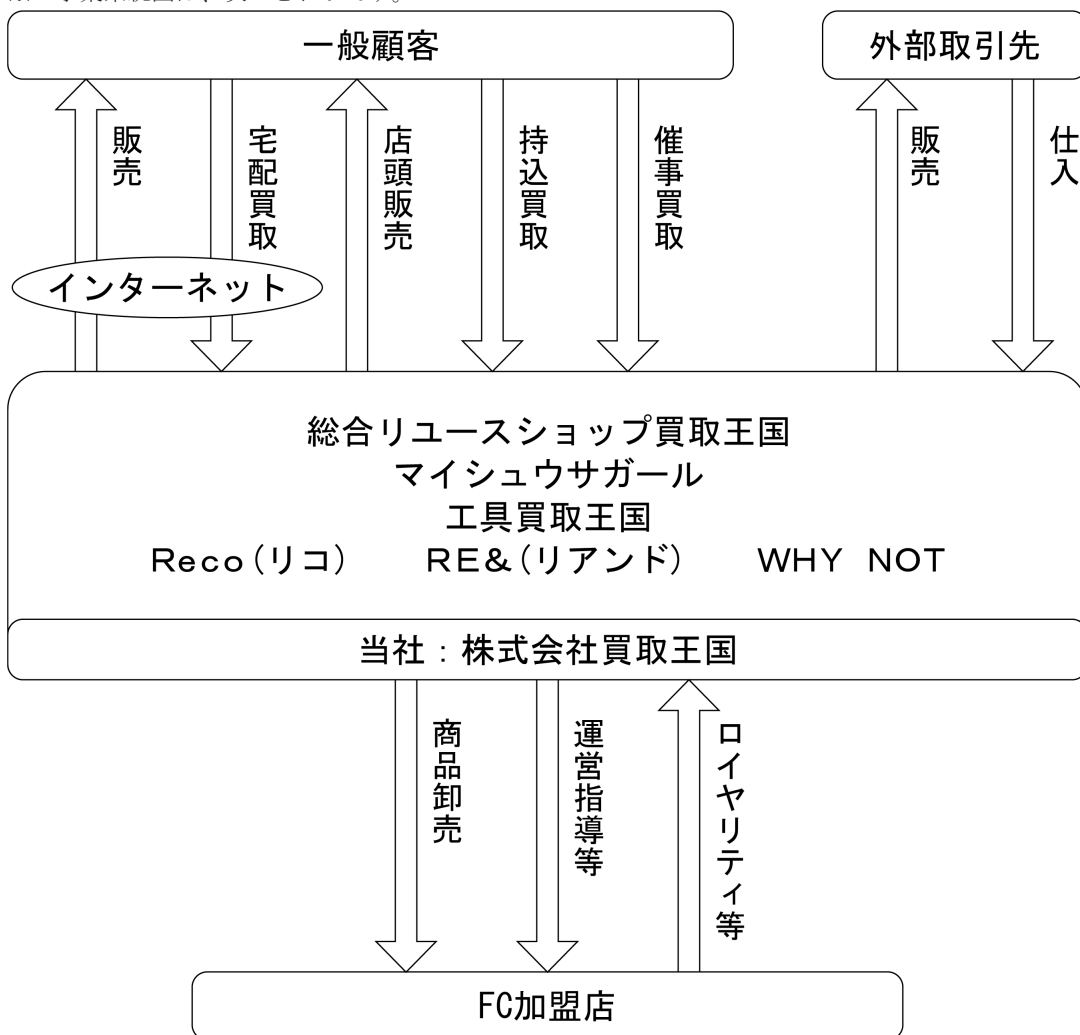 一般顧客
外部取引先
販売
宅配買取
店頭販売
持込買取
催事買取
販売
仕入
インターネット
総合リユースショップ買取王国
マイシュウサガール
工具買取王国
Reco(リコ) RE&(リアンド) WHY NOT
当社：株式会社買取王国
商品卸売
運営指導等
ロイヤリティ等
FC加盟店